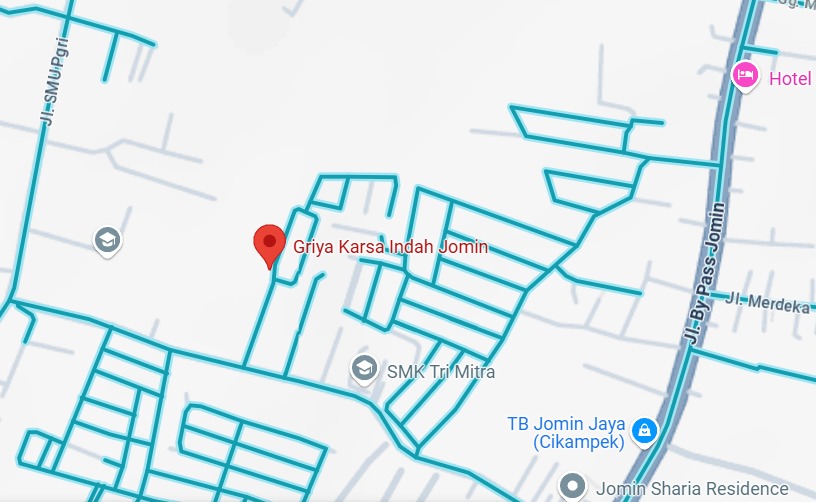 Jl. SMU Pgri
Hotel
Griya Karsa Indah Jomin
Jl. By Pass Jomin
Jl. Merdeka
SMK Tri Mitra
TB Jomin Jaya
(Cikampek)
Jomin Sharia Residence